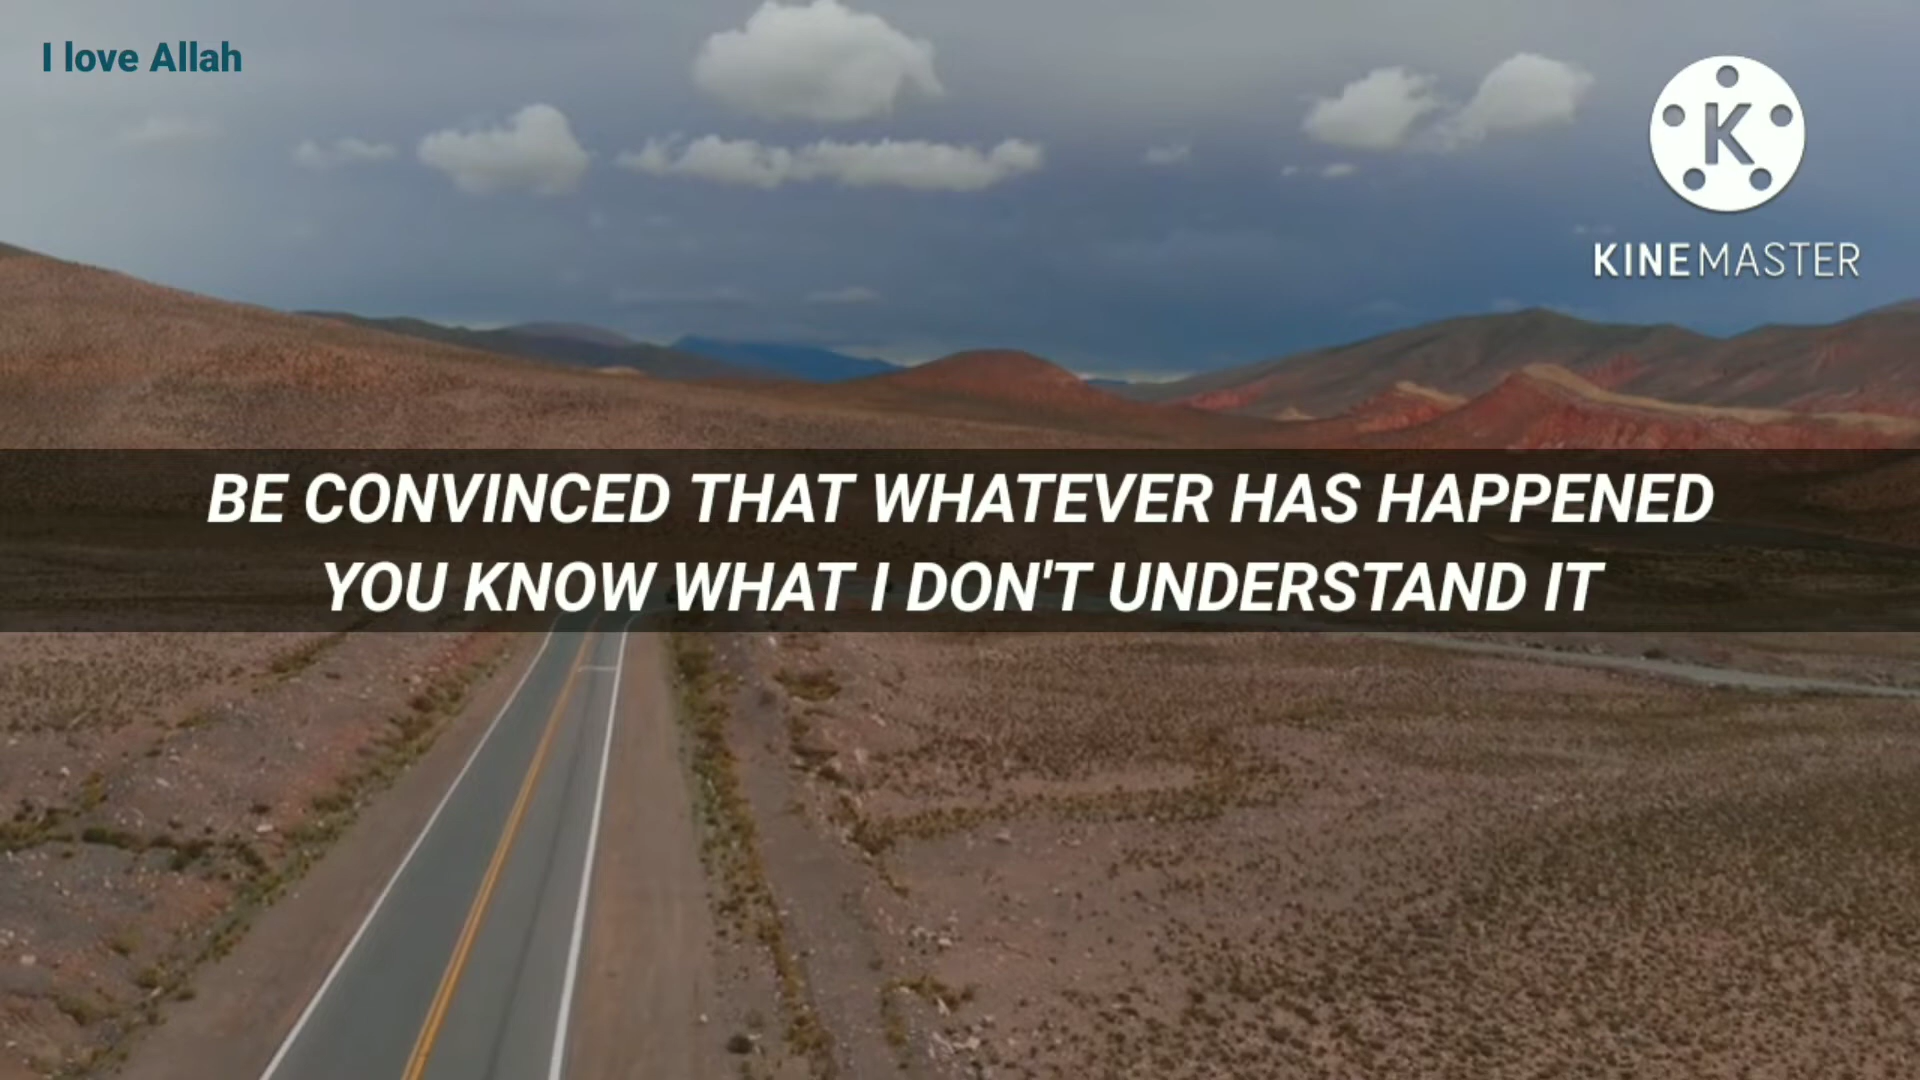 I love Allah
K
KINEMASTER
BE CONVINCED THAT WHATEVER HAS HAPPENED
YOU KNOW WHAT I DON'T UNDERSTAND IT